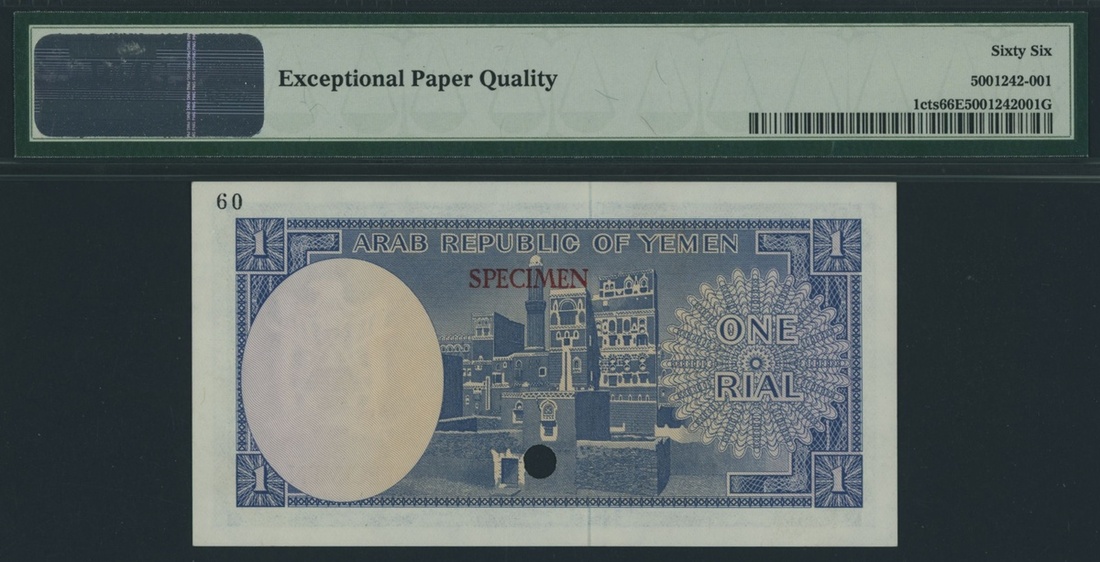 Exceptional Paper Quality
Sixty Six
5001242-001
1cts66E5001242001G
60
1
1
ARAB REPUBLIC OF YEMEN
SPECIMEN
ONE
RIAL
1
1